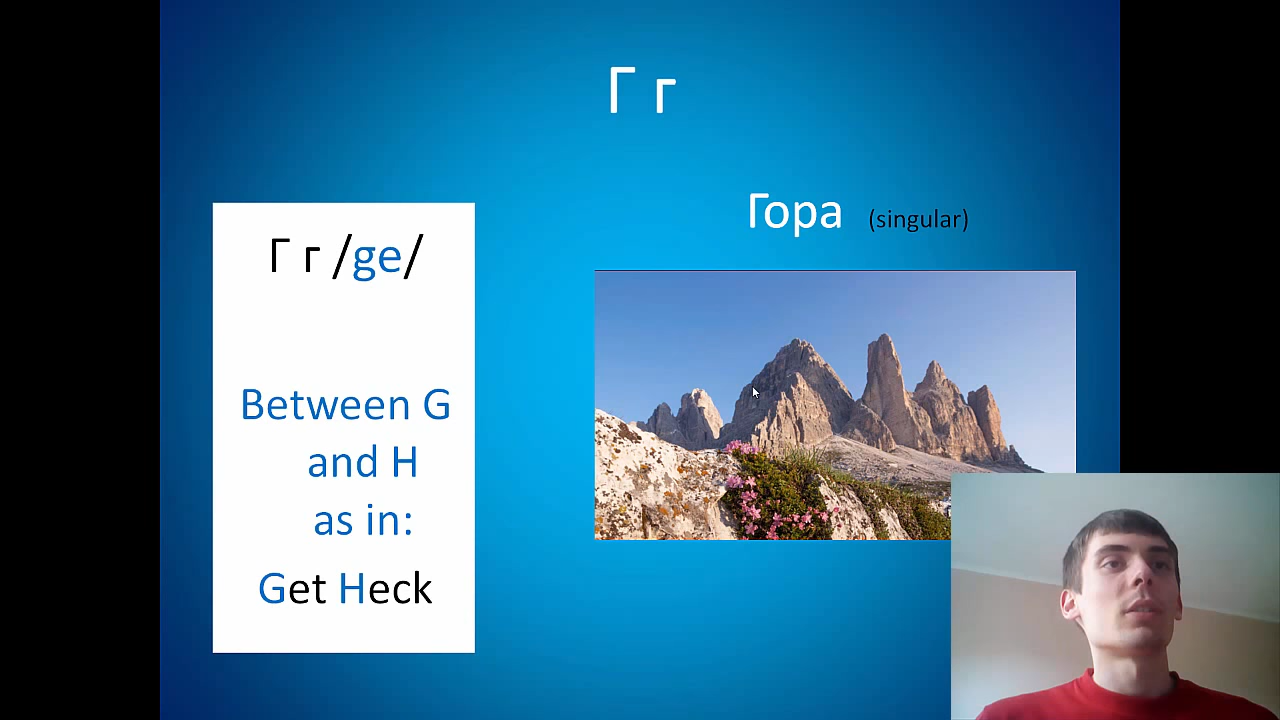 Г г
Гора (singular)
Г г /ge/
Between G
and H
as in:
Get Heck